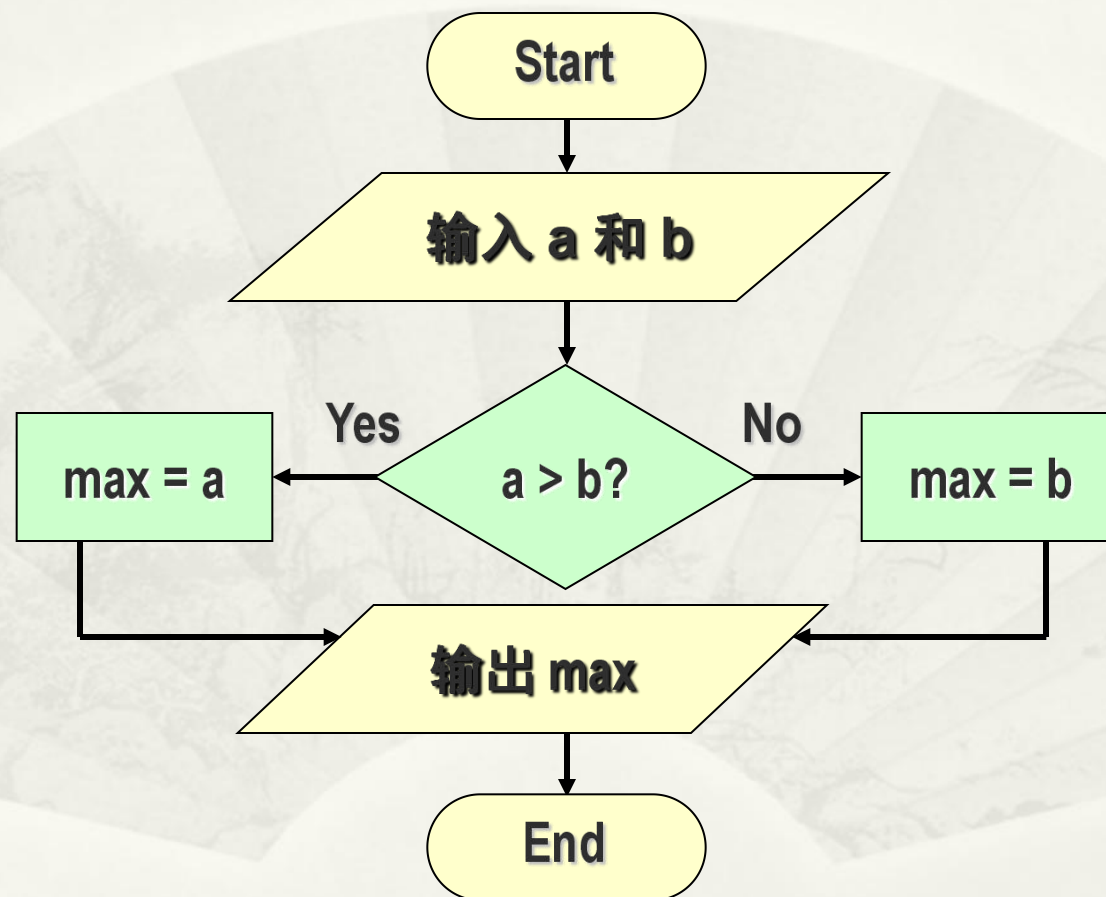 Start
输入 a 和 b
Yes
No
max = a
a > b?
max = b
输出 max
End